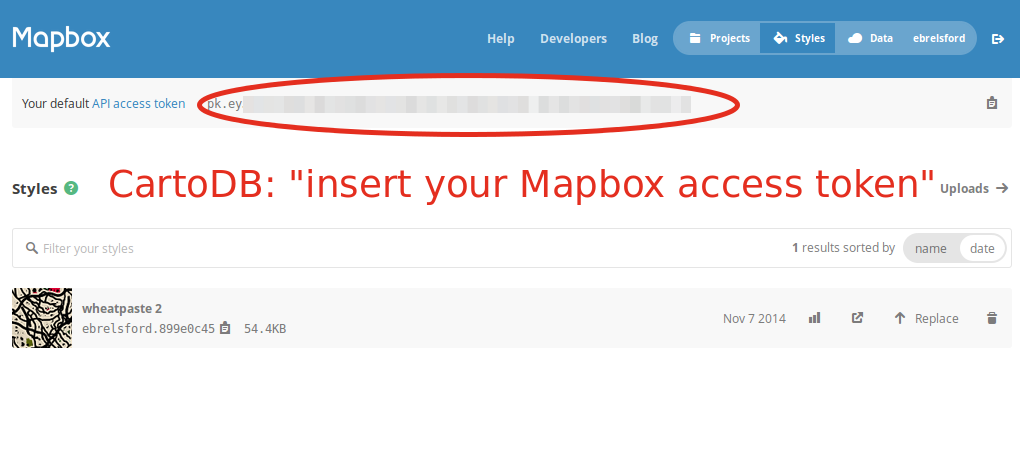 Mapbox Help Developers Blog Projects Styles Data ebrelsford
Your default API access token pk.ey
Styles ? CartoDB: "insert your Mapbox access token" Uploads →
Filter your styles 1 results sorted by name date
wheatpaste 2
ebrelsford.899e0c45 54.4KB Nov 7 2014 Replace